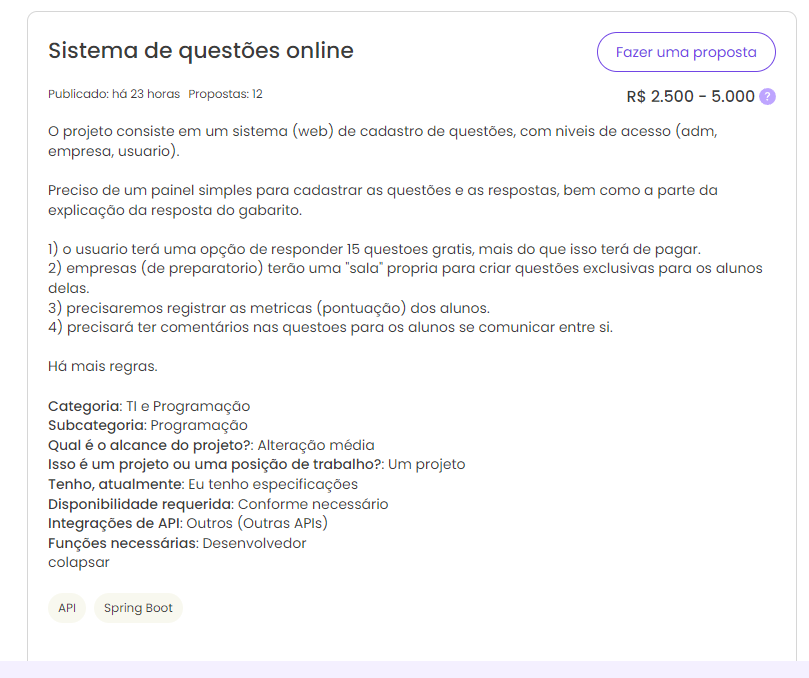 Sistema de questões online
Fazer uma proposta
Publicado: há 23 horas Propostas: 12
R$ 2.500 - 5.000 ?
O projeto consiste em um sistema (web) de cadastro de questões, com niveis de acesso (adm,
empresa, usuario).
Preciso de um painel simples para cadastrar as questões e as respostas, bem como a parte da
explicação da resposta do gabarito.
1) o usuario terá uma opção de responder 15 questoes gratis, mais do que isso terá de pagar.
2) empresas (de preparatorio) terão uma "sala" propria para criar questões exclusivas para os alunos
delas.
3) precisaremos registrar as metricas (pontuação) dos alunos.
4) precisará ter comentários nas questoes para os alunos se comunicar entre si.
Há mais regras.
Categoria: TI e Programação
Subcategoria: Programação
Qual é o alcance do projeto?: Alteração média
Isso é um projeto ou uma posição de trabalho?: Um projeto
Tenho, atualmente: Eu tenho especificações
Disponibilidade requerida: Conforme necessário
Integrações de API: Outros (Outras APIs)
Funções necessárias: Desenvolvedor
colapsar
API Spring Boot